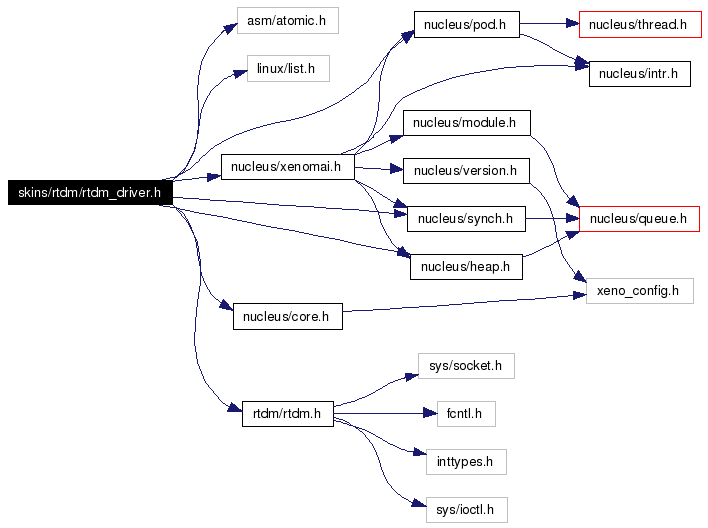 asm/atomic.h
nucleus/pod.h
nucleus/thread.h
linux/list.h
nucleus/intr.h
nucleus/module.h
nucleus/xenomai.h
nucleus/version.h
skins/rtdm/rtdm_driver.h
nucleus/synch.h
nucleus/queue.h
nucleus/heap.h
xeno_config.h
nucleus/core.h
sys/socket.h
rtdm/rtdm.h
fcntl.h
inttypes.h
sys/ioctl.h